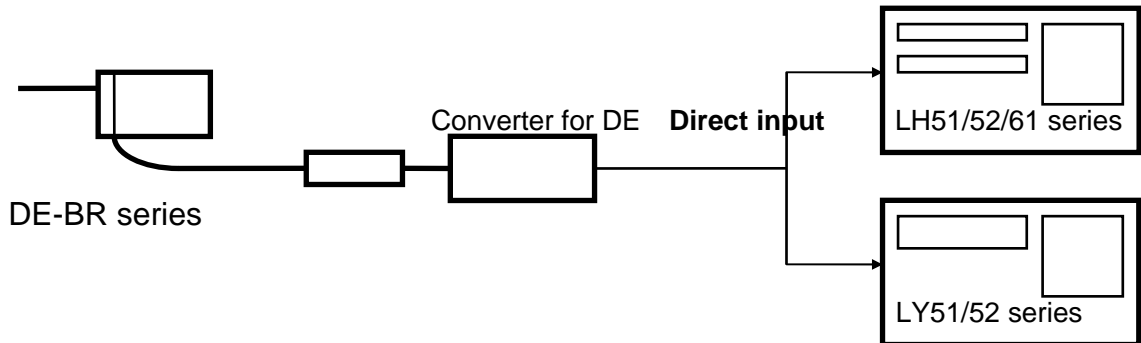 Converter for DE Direct input
LH51/52/61 series
DE-BR series
LY51/52 series